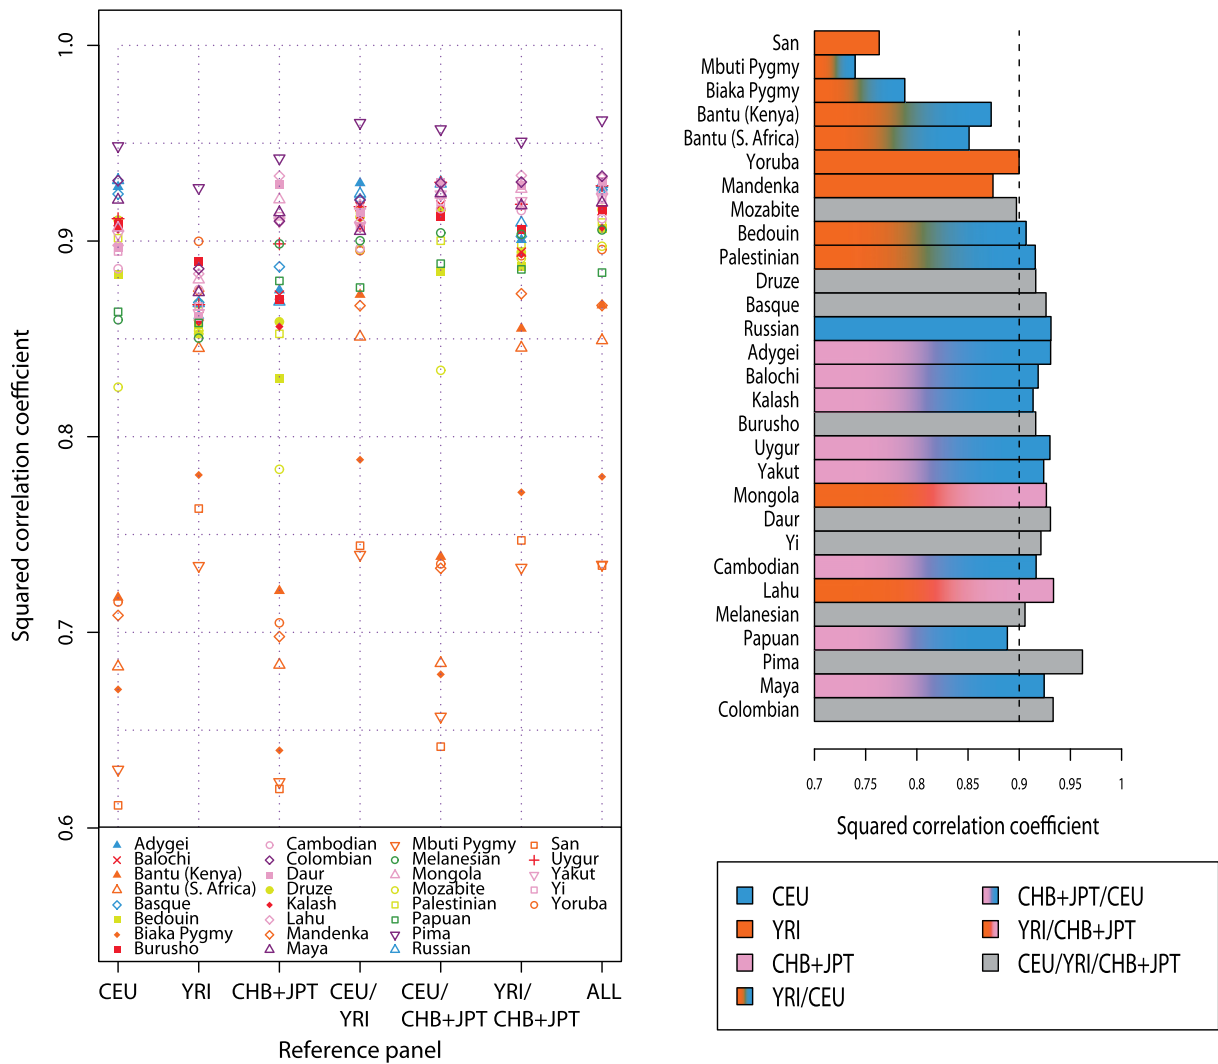 Squared correlation coefficient
1.0
0.9
0.8
0.7
0.6
Adygei
Balochi
Bantu (Kenya)
Bantu (S. Africa)
Basque
Bedouin
Biaka Pygmy
Burusho
Cambodian
Colombian
Daur
Druze
Kalash
Lahu
Mandenka
Maya
Mbuti Pygmy
Melanesian
Mongola
Mozabite
Palestinian
Papuan
Pima
Russian
San
Uygur
Yakut
Yi
Yoruba
CEU
YRI
CHB+JPT
CEU/
YRI
CEU/
CHB+JPT
YRI/
CHB+JPT
ALL
Reference panel
San
Mbuti Pygmy
Biaka Pygmy
Bantu (Kenya)
Bantu (S. Africa)
Yoruba
Mandenka
Mozabite
Bedouin
Palestinian
Druze
Basque
Russian
Adygei
Balochi
Kalash
Burusho
Uygur
Yakut
Mongola
Daur
Yi
Cambodian
Lahu
Melanesian
Papuan
Pima
Maya
Colombian
0.7
0.75
0.8
0.85
0.9
0.95
1
Squared correlation coefficient
CEU
YRI
CHB+JPT
YRI/CEU
CHB+JPT/CEU
YRI/CHB+JPT
CEU/YRI/CHB+JPT